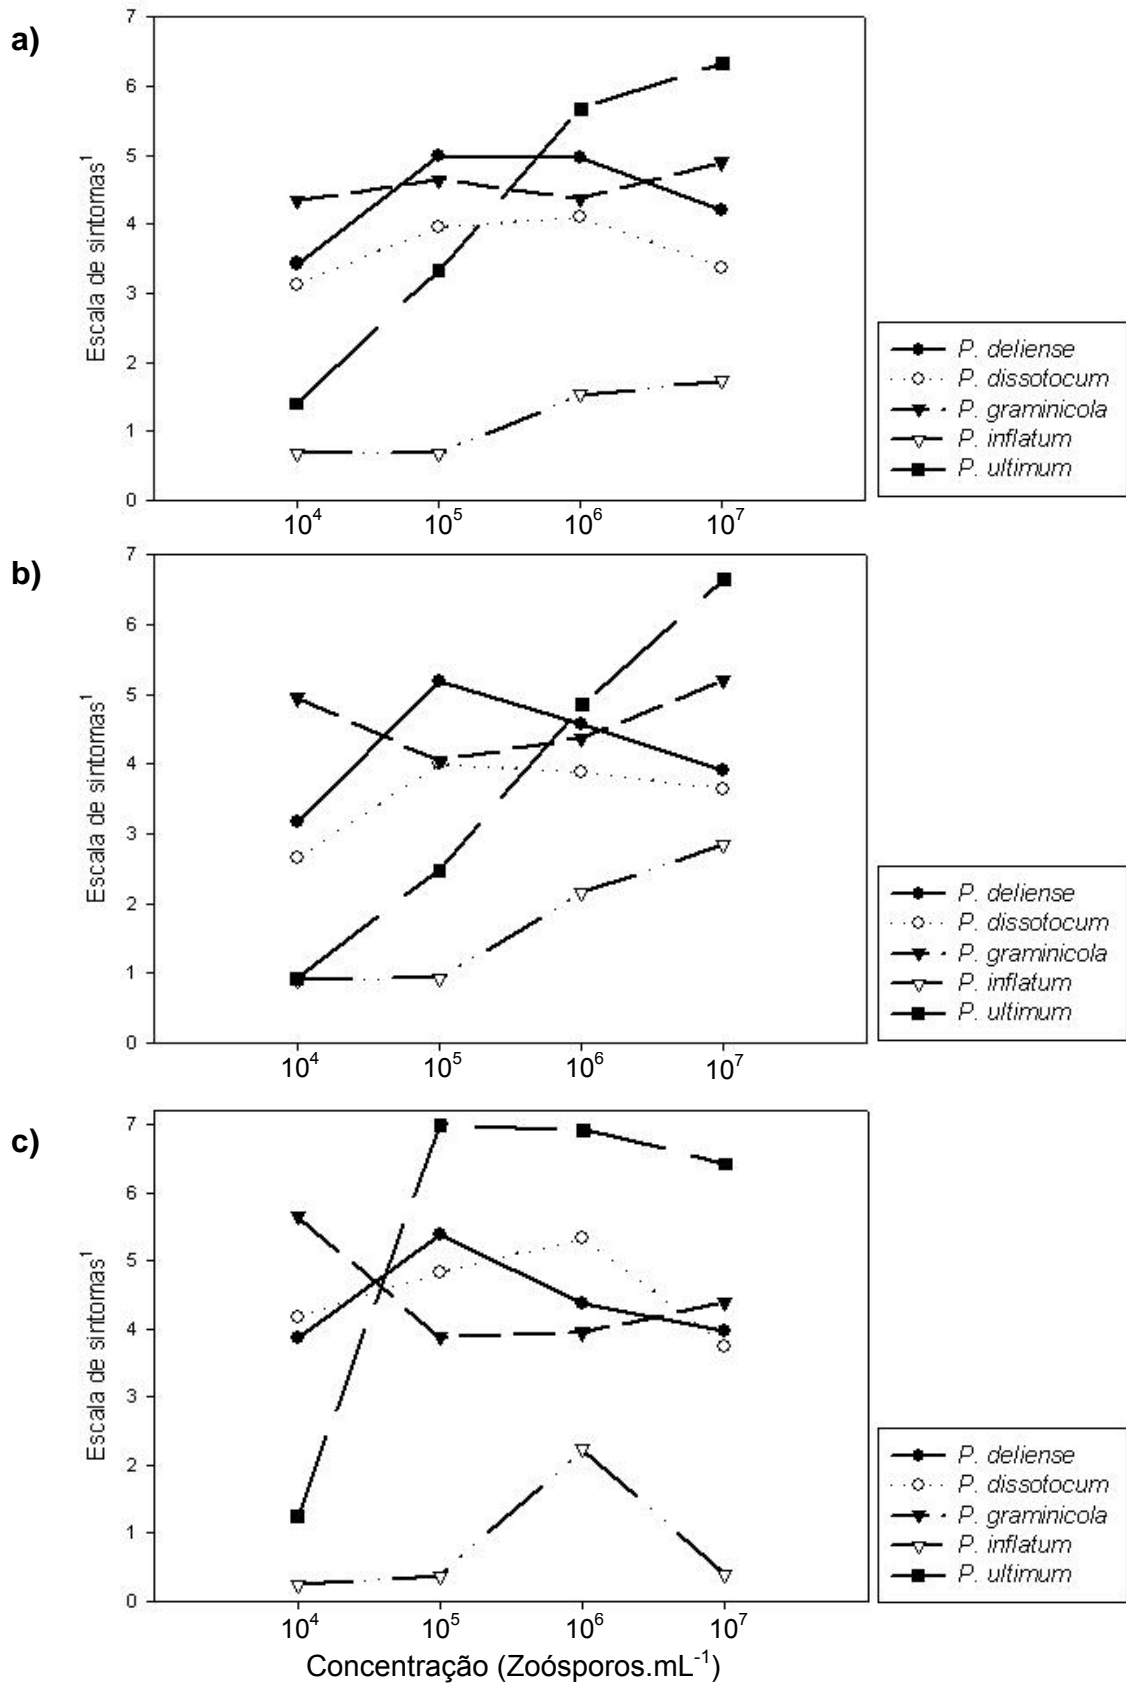 a)
7
6
5
4
3
2
1
0
Escala de sintomas¹
10⁴ 10⁵ 10⁶ 10⁷
P. deliense
P. dissotocum
P. graminicola
P. inflatum
P. ultimum
b)
7
6
5
4
3
2
1
0
Escala de sintomas¹
10⁴ 10⁵ 10⁶ 10⁷
P. deliense
P. dissotocum
P. graminicola
P. inflatum
P. ultimum
c)
7
6
5
4
3
2
1
0
Escala de sintomas¹
10⁴ 10⁵ 10⁶ 10⁷
P. deliense
P. dissotocum
P. graminicola
P. inflatum
P. ultimum
Concentração (Zoósporos.mL⁻¹)